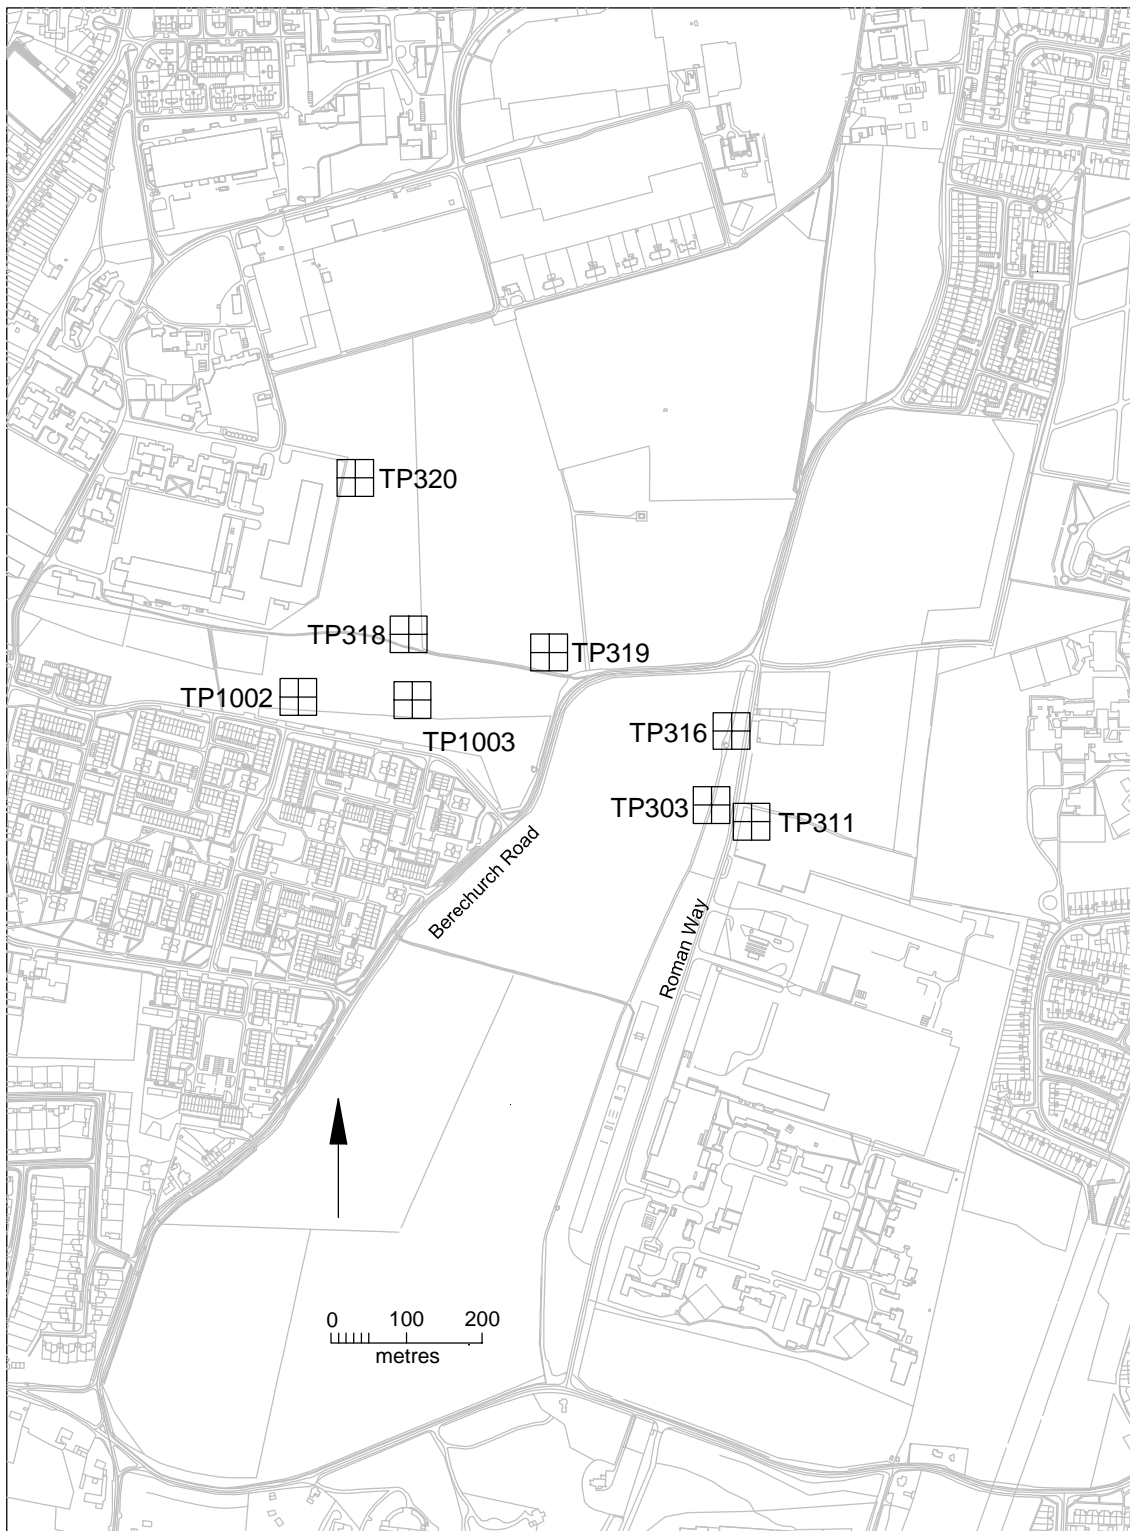 TP320
TP318
TP319
TP1002
TP1003
TP316
TP303
TP311
Berechurch Road
Roman Way
0 100 200
metres